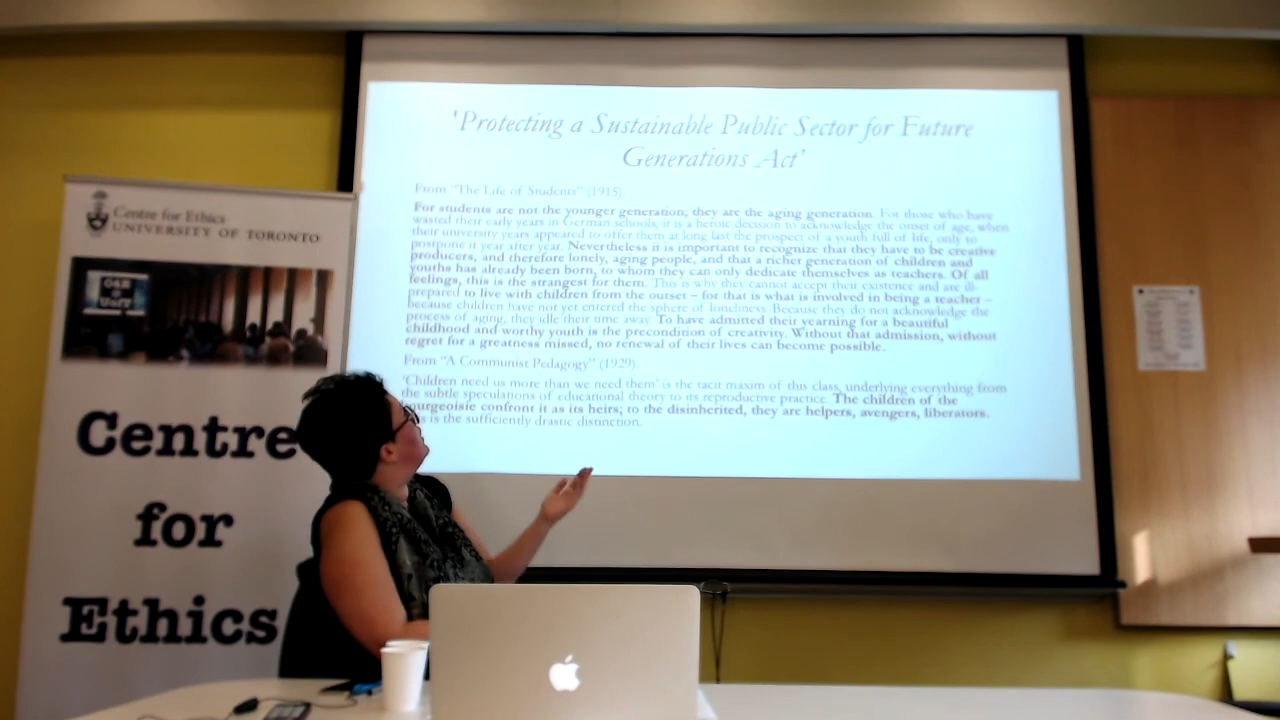 Centre for Ethics
UNIVERSITY OF TORONTO
C4E
@
UofT
Centre
for
Ethics
'Protecting a Sustainable Public Sector for Future
Generations Act'
From "The Life of Students" (1915):
For students are not the younger generation; they are the aging generation. For those who have
wasted their early years in German schools, it is a heroic decision to acknowledge the onset of age, when
their university years appeared to offer them at long last the prospect of a youth full of life, only to
postpone it year after year. Nevertheless it is important to recognize that they have to be creative
producers, and therefore lonely, aging people, and that a richer generation of children and
youths has already been born, to whom they can only dedicate themselves as teachers. Of all
feelings, this is the strangest for them. This is why they cannot accept their existence and are ill-
prepared to live with children from the outset – for that is what is involved in being a teacher –
because children have not yet entered the sphere of loneliness. Because they do not acknowledge the
process of aging, they idle their time away. To have admitted their yearning for a beautiful
childhood and worthy youth is the precondition of creativity. Without that admission, without
regret for a greatness missed, no renewal of their lives can become possible.
From "A Communist Pedagogy" (1929):
'Children need us more than we need them' is the tacit maxim of this class, underlying everything from
the subtle speculations of educational theory to its reproductive practice. The children of the
ourgeoisie confront it as its heirs; to the disinherited, they are helpers, avengers, liberators.
is the sufficiently drastic distinction.